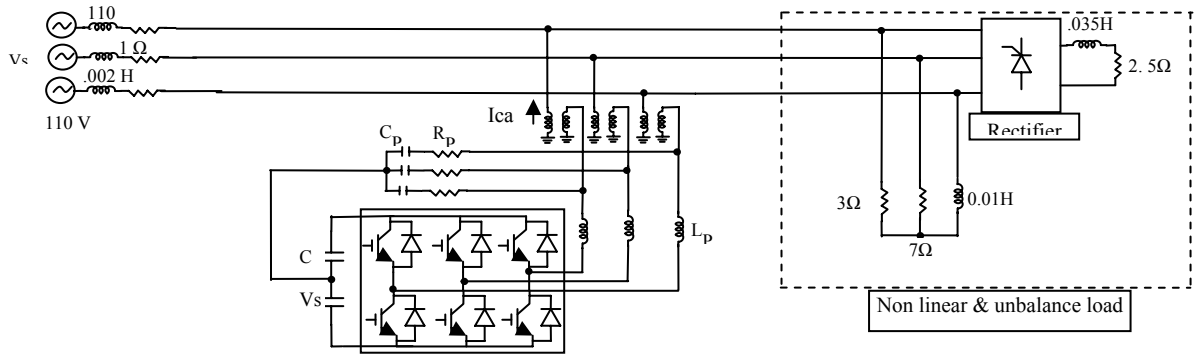 110
.035H
Vs
1 Ω
2. 5Ω
.002 H
110 V
Ica
Rectifier
Cp
Rp
3Ω
0.01H
Lp
7Ω
C
Vs
Non linear & unbalance load